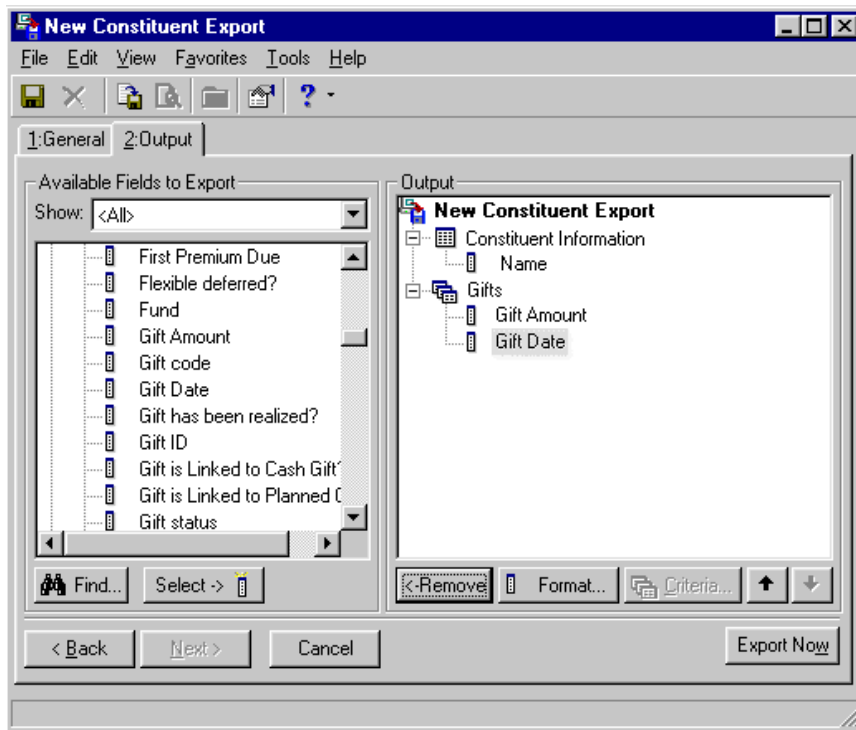 New Constituent Export
File Edit View Favorites Tools Help
?
1:General 2:Output
Available Fields to Export
Show: <All>
First Premium Due
Flexible deferred?
Fund
Gift Amount
Gift code
Gift Date
Gift has been realized?
Gift ID
Gift is Linked to Cash Gift?
Gift is Linked to Planned
Gift status
Find... Select ->
Output
New Constituent Export
Constituent Information
Name
Gifts
Gift Amount
Gift Date
<-Remove Format... Criteria...
< Back Next > Cancel Export Now